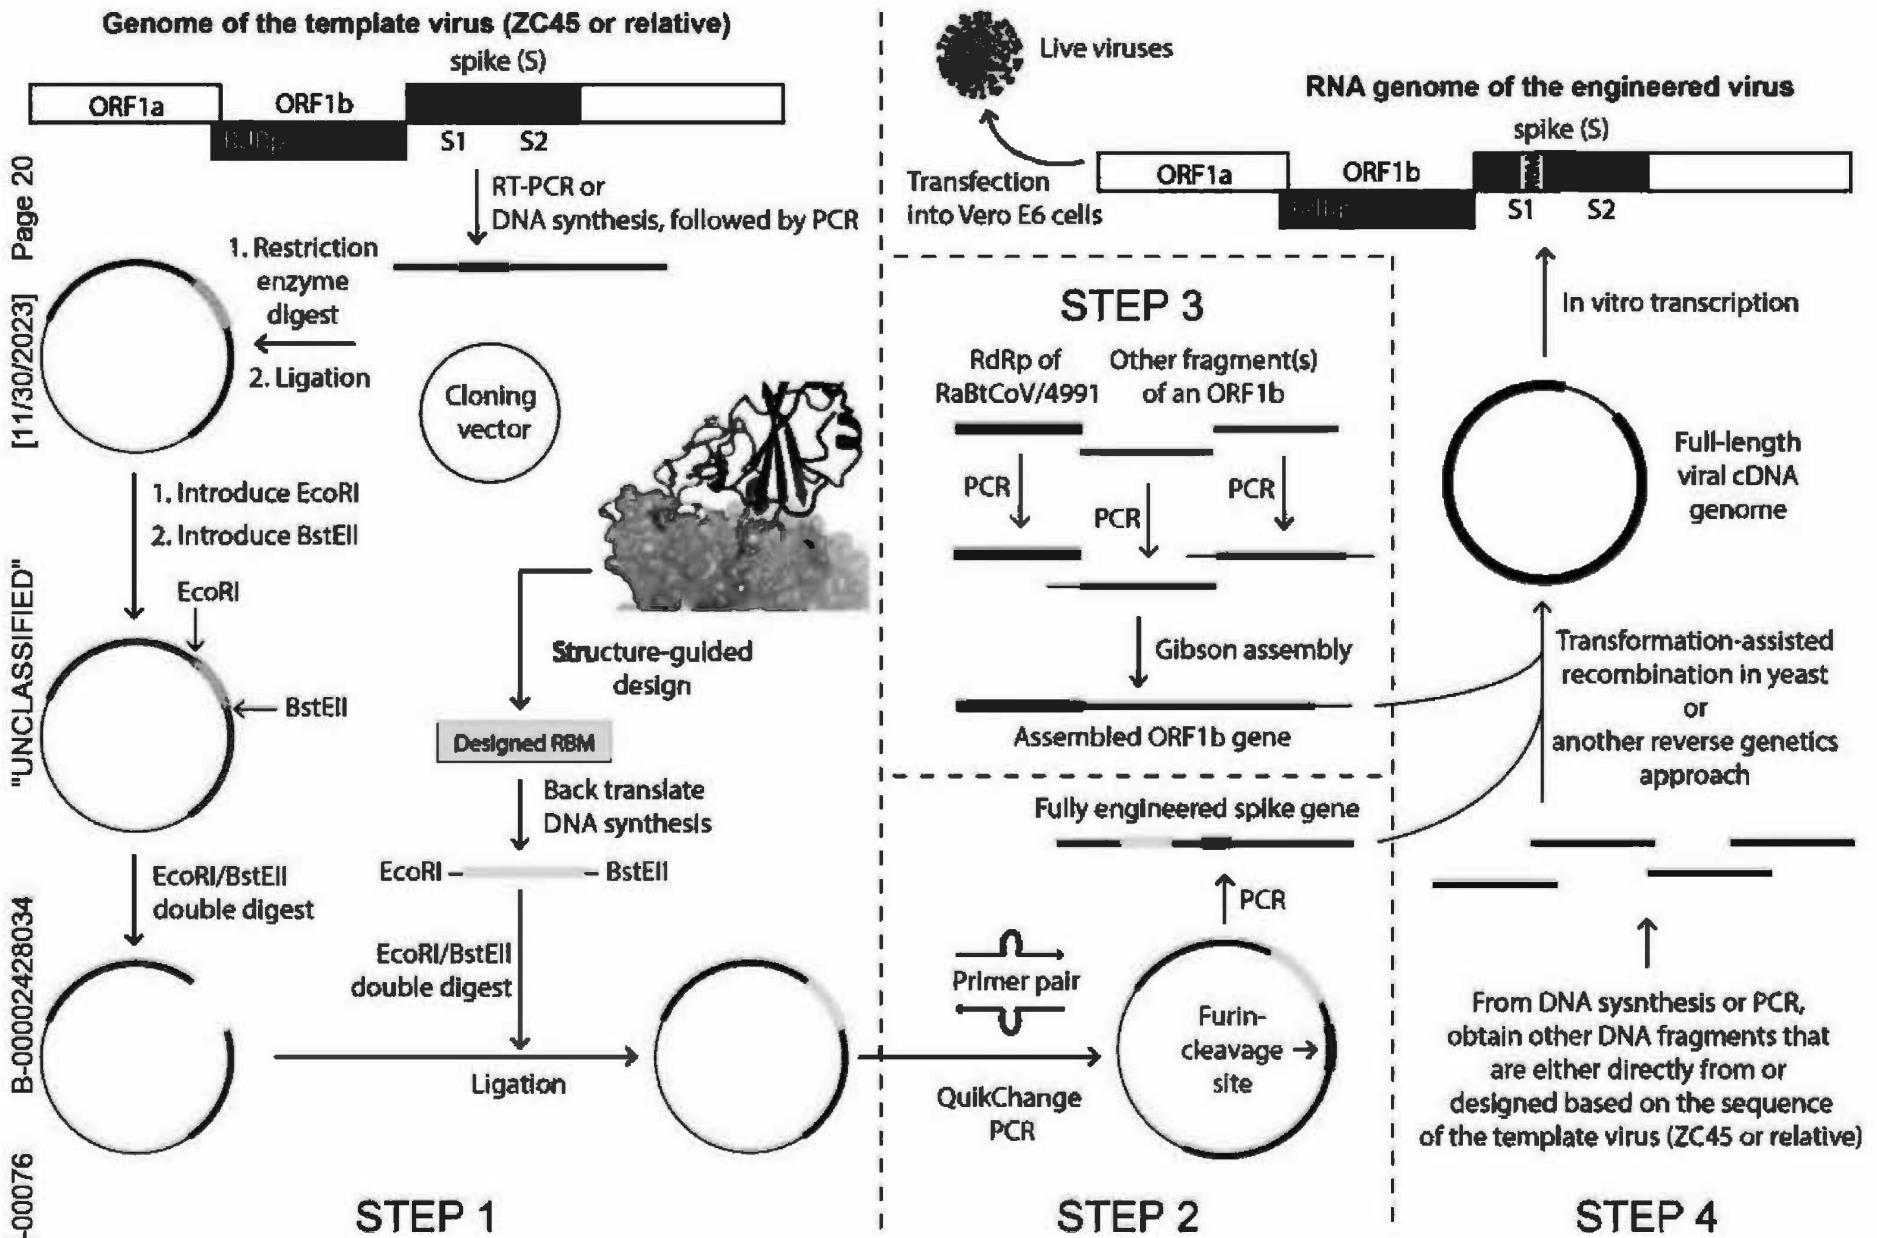 Genome of the template virus (ZC45 or relative)
spike (S)
ORF1a
ORF1b
S1
S2
RT-PCR or
DNA synthesis, followed by PCR
1. Restriction
enzyme
digest
2. Ligation
Cloning
vector
1. Introduce EcoRI
2. Introduce BstEII
EcoRI
BstEII
Structure-guided
design
Designed RBM
Back translate
DNA synthesis
EcoRI
BstEII
EcoRI/BstEII
double digest
EcoRI/BstEII
double digest
Ligation
STEP 1
Primer pair
QuikChange
PCR
Furin-
cleavage
site
PCR
Fully engineered spike gene
STEP 2
STEP 3
RdRp of
RaBtCoV/4991
Other fragment(s)
of an ORF1b
PCR
PCR
PCR
Gibson assembly
Assembled ORF1b gene
From DNA sysnthesis or PCR,
obtain other DNA fragments that
are either directly from or
designed based on the sequence
of the template virus (ZC45 or relative)
STEP 4
Transformation-assisted
recombination in yeast
or
another reverse genetics
approach
Full-length
viral cDNA
genome
In vitro transcription
RNA genome of the engineered virus
spike (S)
ORF1a
ORF1b
S1
S2
Transfection
into Vero E6 cells
Live viruses
-00076 B-0002428034 "UNCLASSIFIED" [11/30/2023] Page 20